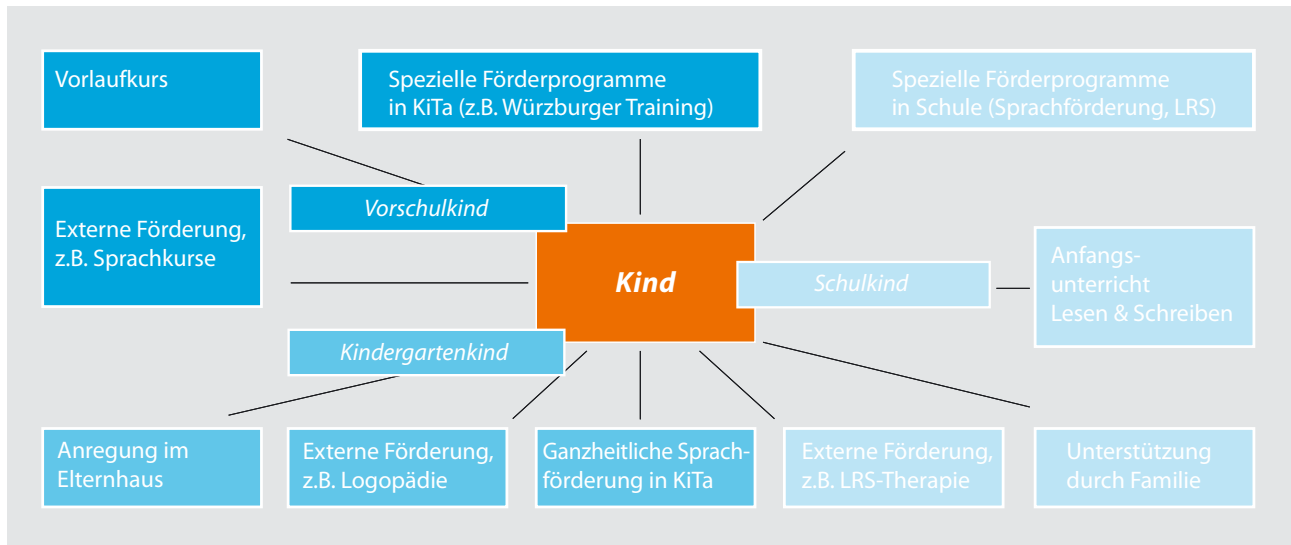 Vorlaufkurs
Spezielle Förderprogramme
in KiTa (z.B. Würzburger Training)
Spezielle Förderprogramme
in Schule (Sprachförderung, LRS)
Vorschulkind
Externe Förderung,
z.B. Sprachkurse
Kind
Schulkind
Anfangs-
unterricht
Lesen & Schreiben
Kindergartenkind
Anregung im
Elternhaus
Externe Förderung,
z.B. Logopädie
Ganzheitliche Sprach-
förderung in KiTa
Externe Förderung,
z.B. LRS-Therapie
Unterstützung
durch Familie